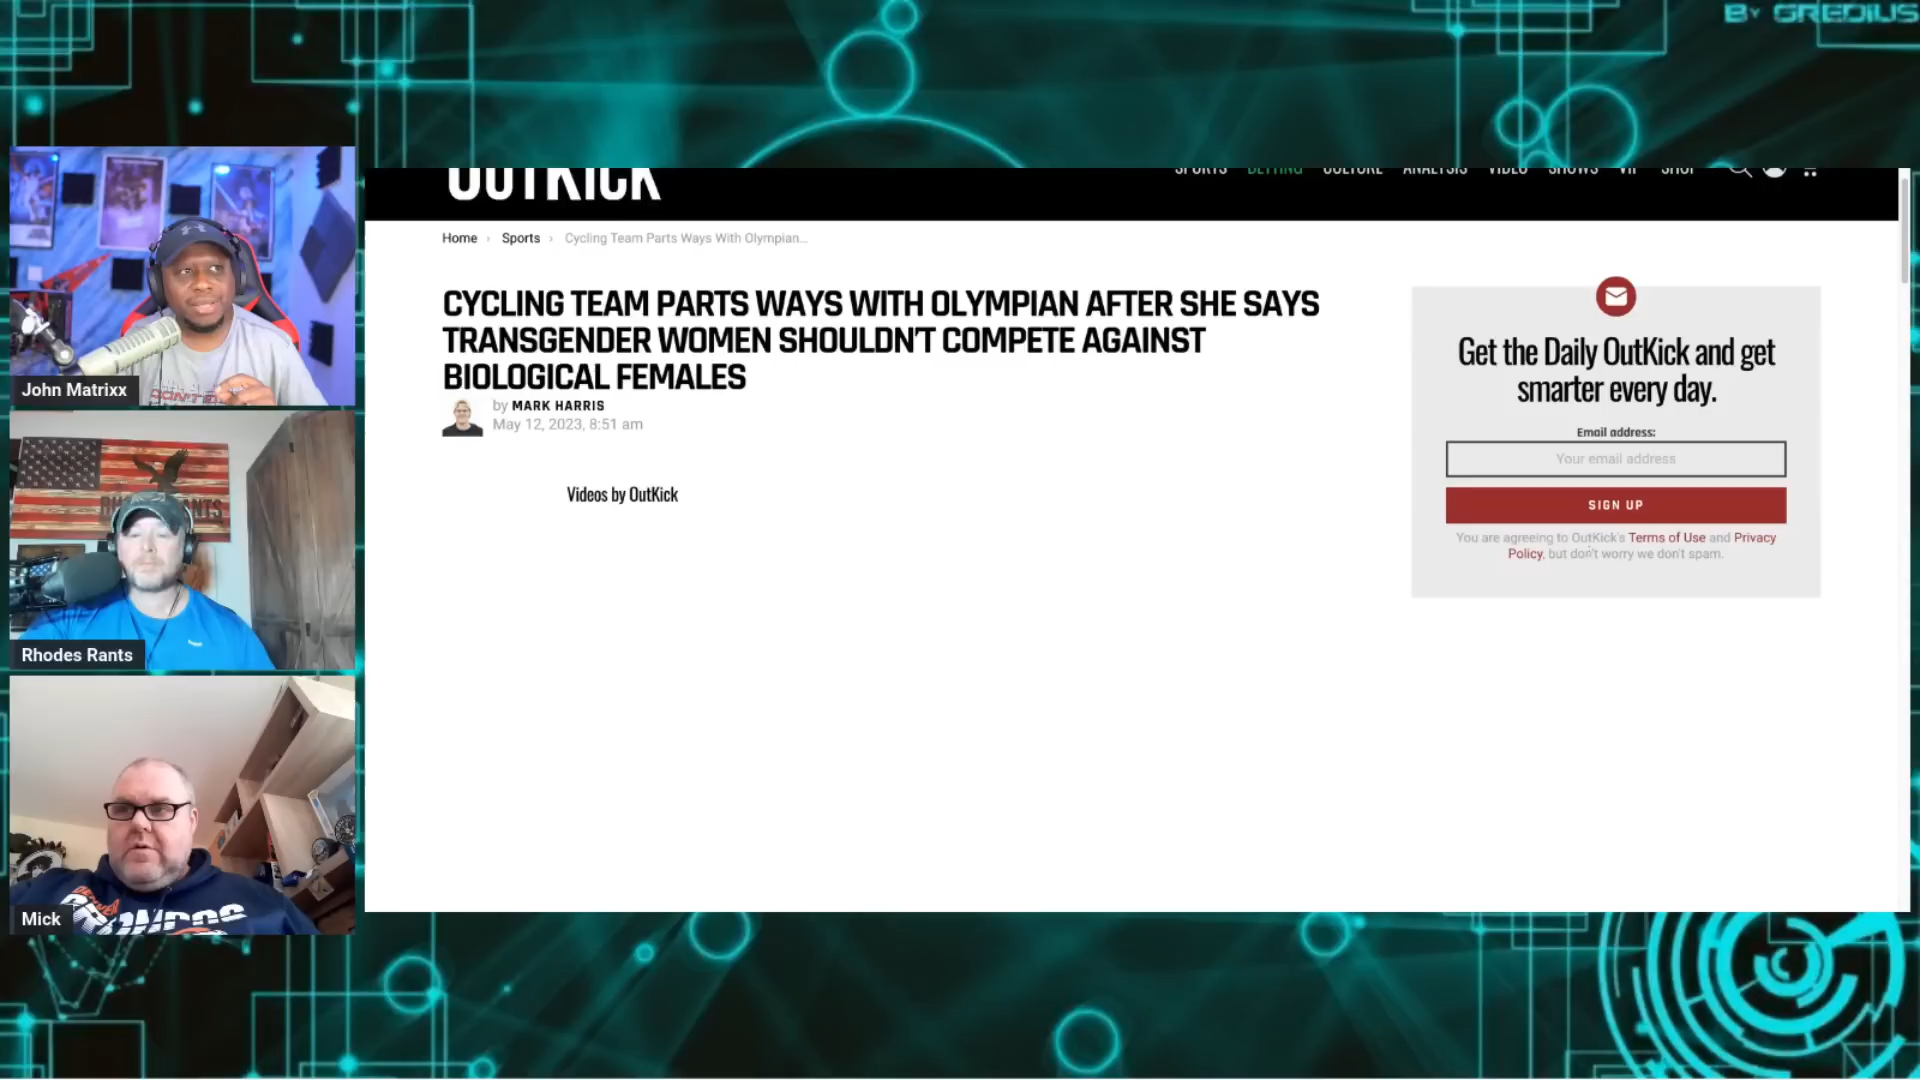 BY GREDIUS
OUTKICK
SPORTS BETTING CULTURE ANALYSIS VIDEO SHOWS VIP SHOP
Home › Sports › Cycling Team Parts Ways With Olympian...
CYCLING TEAM PARTS WAYS WITH OLYMPIAN AFTER SHE SAYS
TRANSGENDER WOMEN SHOULDN'T COMPETE AGAINST
BIOLOGICAL FEMALES
by MARK HARRIS
May 12, 2023, 8:51 am
Videos by OutKick
Get the Daily OutKick and get
smarter every day.
Email address:
Your email address
SIGN UP
You are agreeing to OutKick's Terms of Use and Privacy
Policy, but don't worry we don't spam.
John Matrixx
Rhodes Rants
Mick
DENVER
BRONCOS